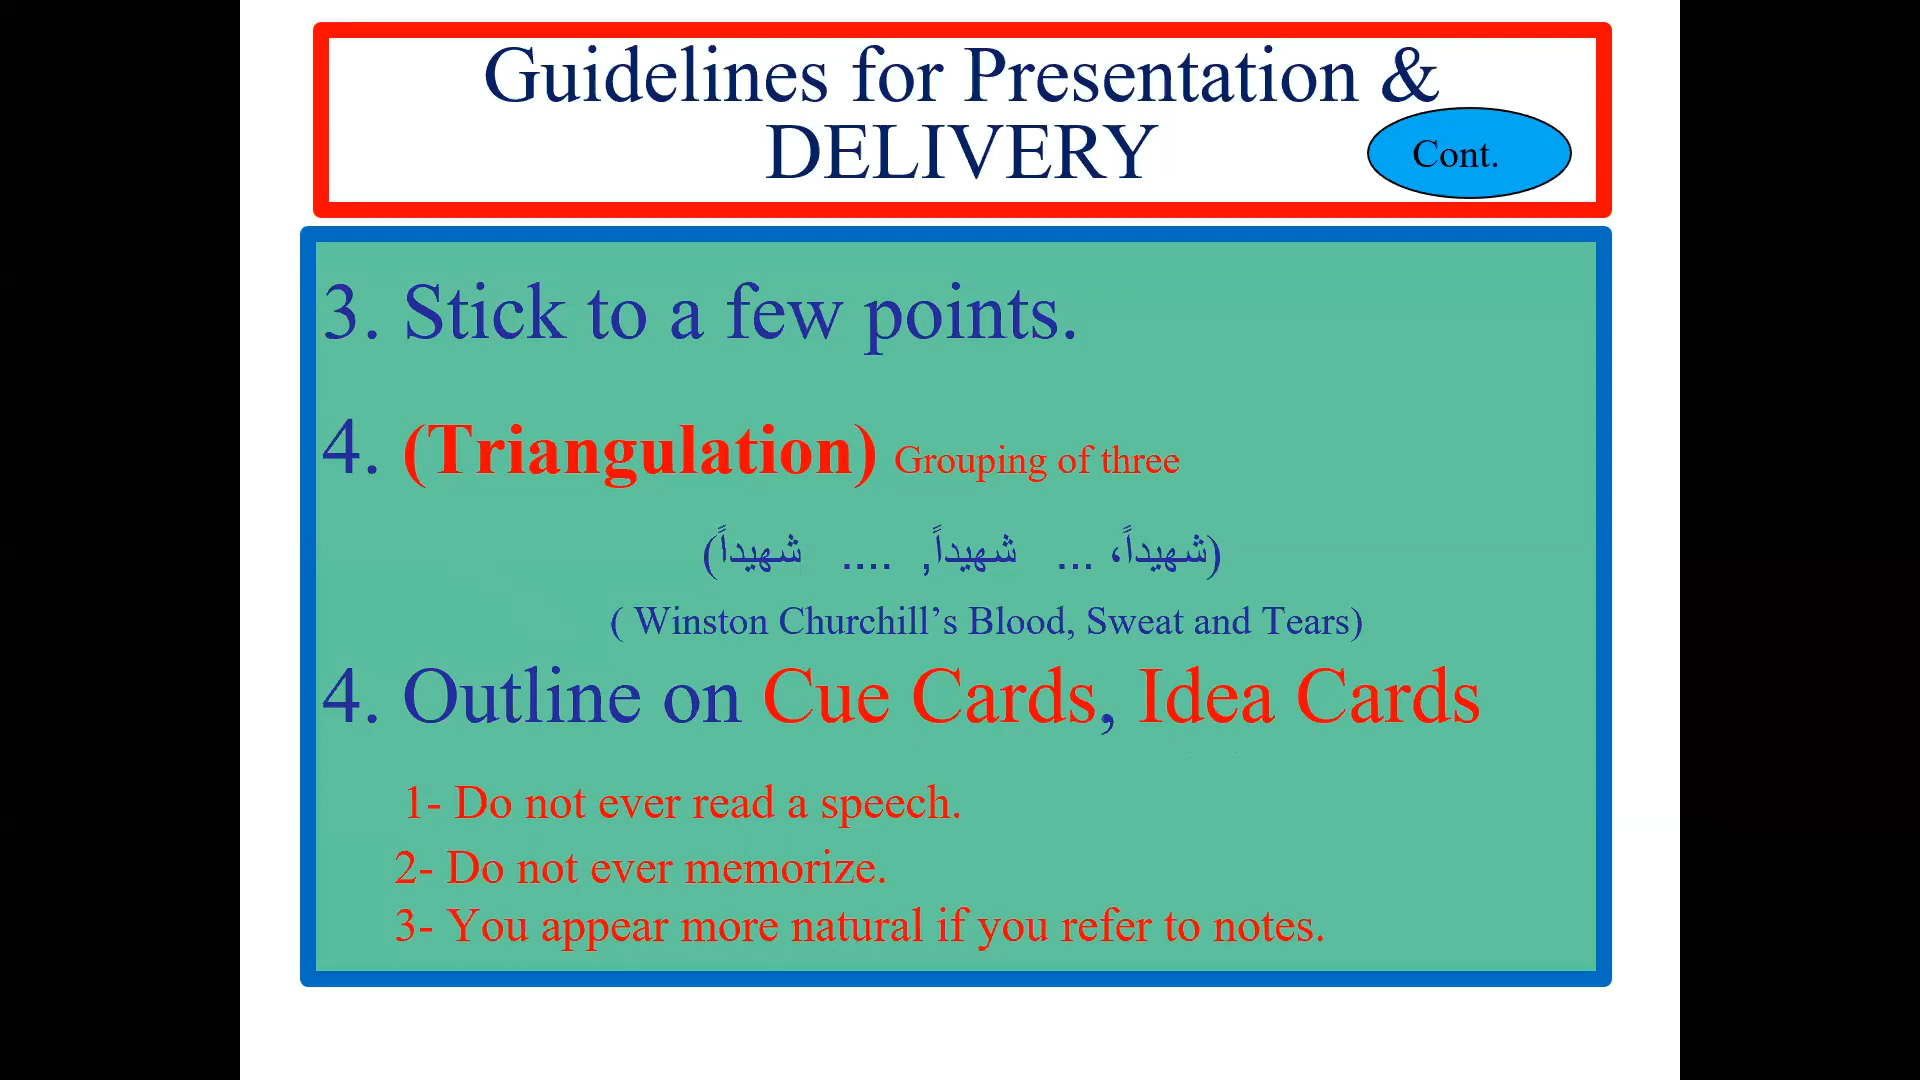 Guidelines for Presentation &
DELIVERY
Cont.
3. Stick to a few points.
4. (Triangulation) Grouping of three
(شهيداً، ... شهيداً, .... شهيداً)
( Winston Churchill’s Blood, Sweat and Tears)
4. Outline on Cue Cards, Idea Cards
1- Do not ever read a speech.
2- Do not ever memorize.
3- You appear more natural if you refer to notes.